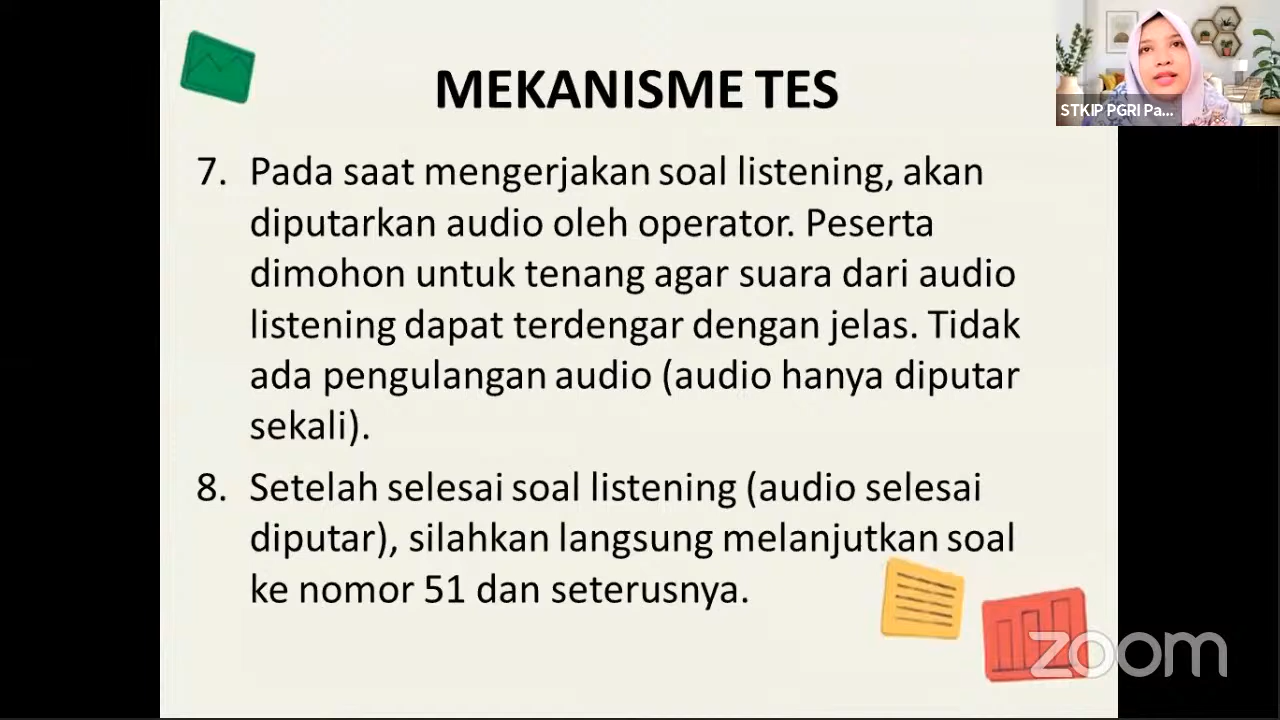 MEKANISME TES
STKIP PGRI Pa...
7. Pada saat mengerjakan soal listening, akan
diputarkan audio oleh operator. Peserta
dimohon untuk tenang agar suara dari audio
listening dapat terdengar dengan jelas. Tidak
ada pengulangan audio (audio hanya diputar
sekali).
8. Setelah selesai soal listening (audio selesai
diputar), silahkan langsung melanjutkan soal
ke nomor 51 dan seterusnya.
zoom